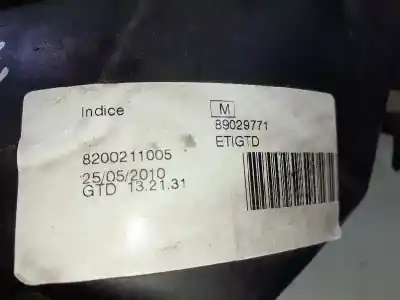 Indice
M
89029771
ETIGTD
8200211005
25/05/2010
GTD 13.21.31